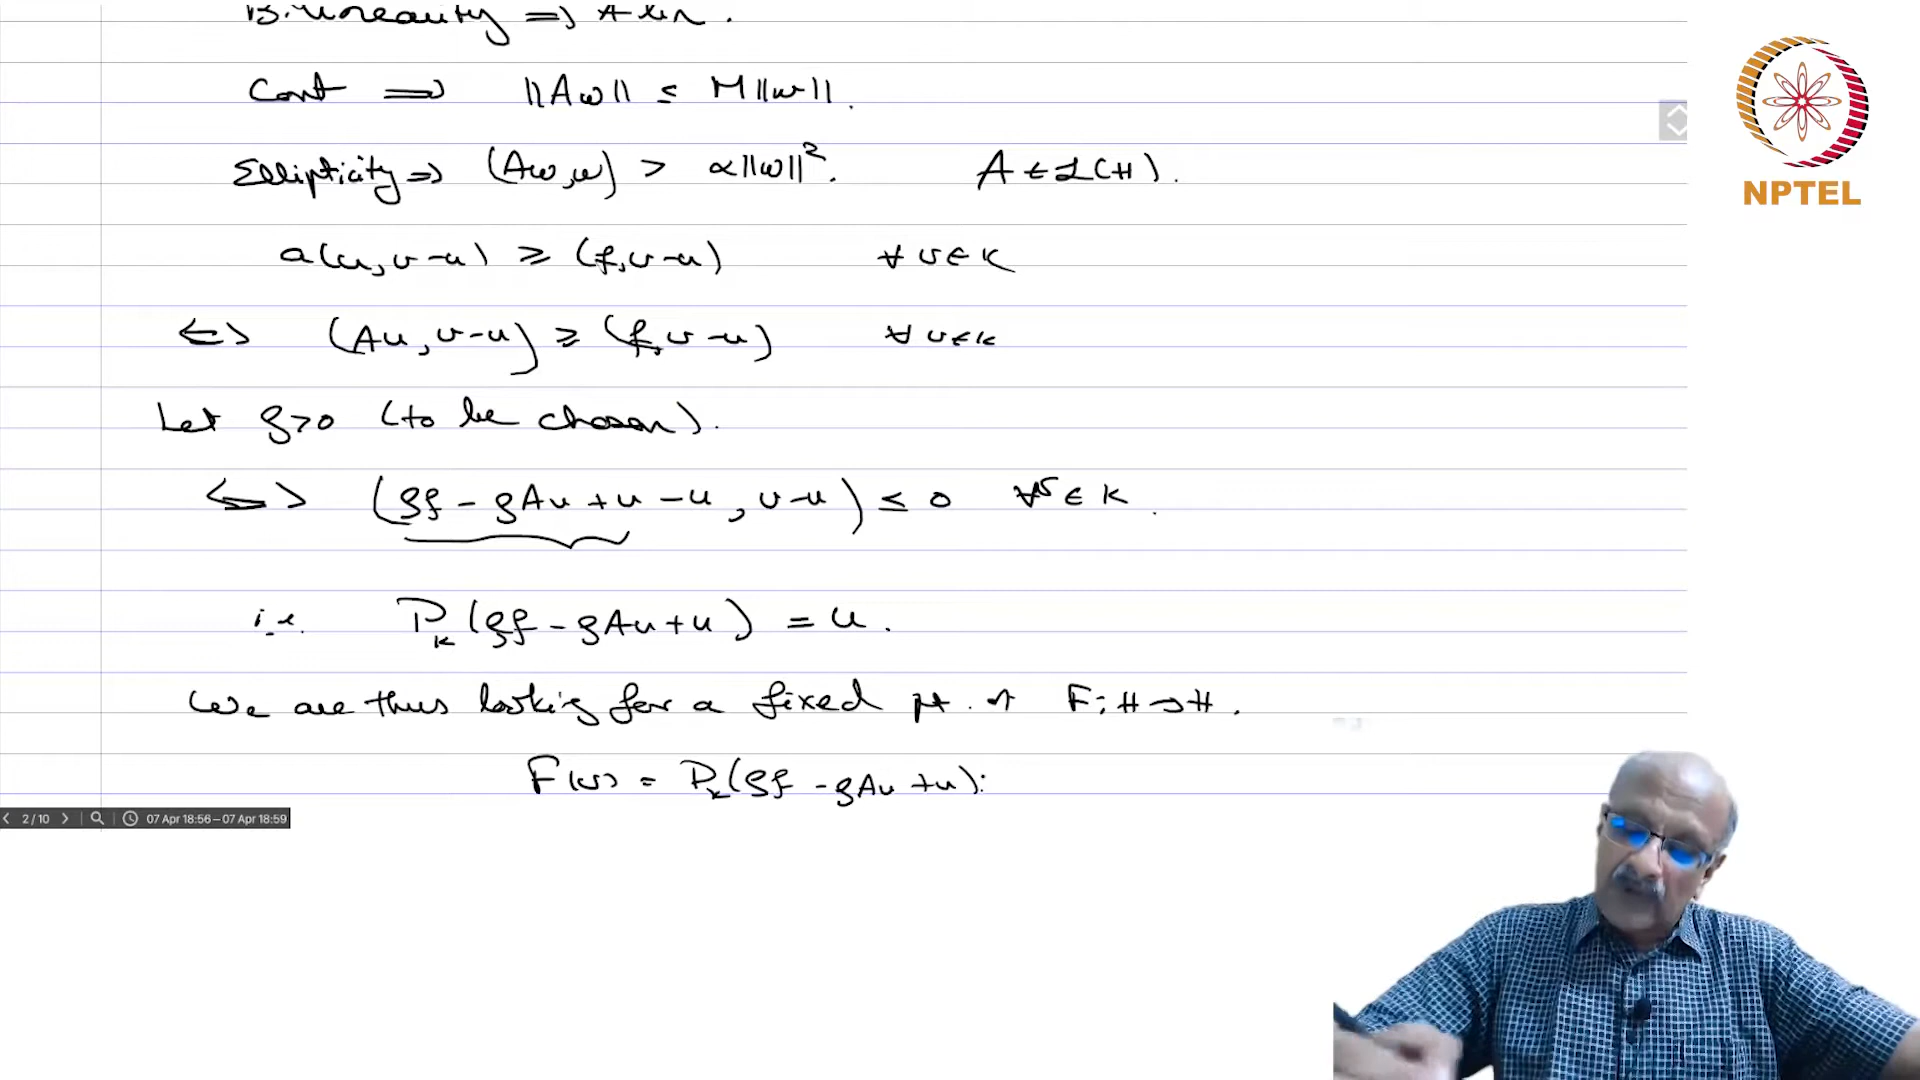 Bilinearity ⟹ A lin.
Cont ⟹ ||Aw|| ≤ M||w||.
Ellipticity ⟹ (Aw,w) > α||w||². A ∈ L(H).
a(u,v-u) ≥ (f,v-u) ∀ v ∈ K
⟺ (Au,v-u) ≥ (f,v-u) ∀ v ∈ K
Let ρ>0 (to be chosen).
⟺ (ρf - ρAu + u - u, v-u) ≤ 0 ∀ v ∈ K.
i.e. P_K(ρf - ρAu + u) = u.
We are thus looking for a fixed pt. of F: H → H.
F(v) = P_K(ρf - ρAu + u):
2/10 07 Apr 18:56 – 07 Apr 18:59
NPTEL